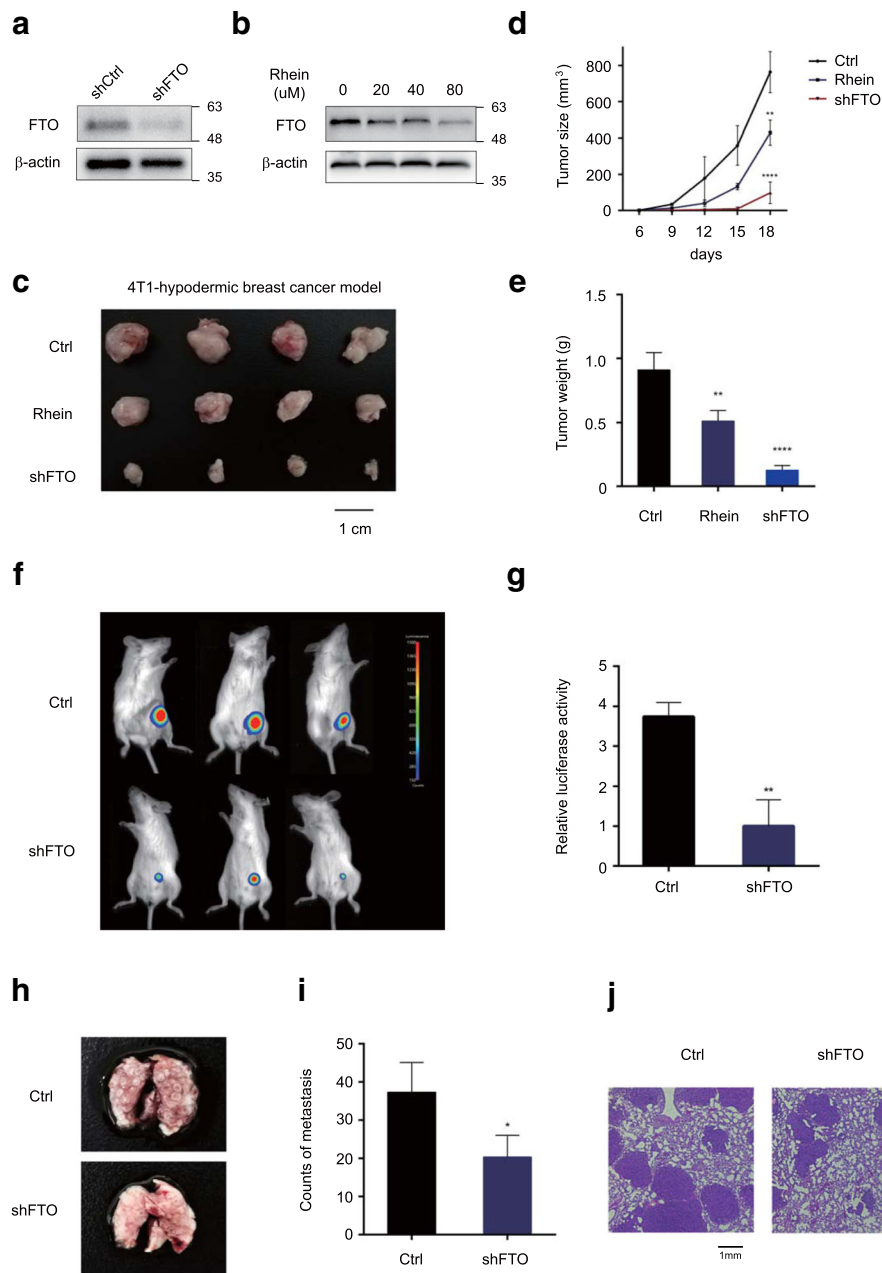 a
shCtrl shFTO
FTO
63
48
β-actin
35
b
Rhein (uM)
0 20 40 80
FTO
63
48
β-actin
35
d
Tumor size (mm³)
800
600
400
200
0
6 9 12 15 18
days
**
****
Ctrl
Rhein
shFTO
c
4T1-hypodermic breast cancer model
Ctrl
Rhein
shFTO
1 cm
e
Tumor weight (g)
1.5
1.0
0.5
0
**
****
Ctrl Rhein shFTO
f
Ctrl
shFTO
g
Relative luciferase activity
5
4
3
2
1
0
**
Ctrl shFTO
h
Ctrl
shFTO
i
Counts of metastasis
50
40
30
20
10
0
*
Ctrl shFTO
j
Ctrl shFTO
1mm